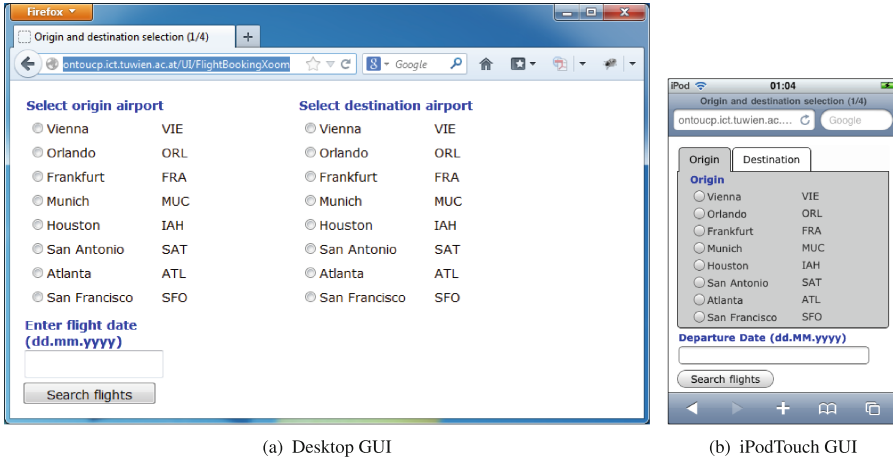 Firefox
Origin and destination selection (1/4)
ontoucp.ict.tuwien.ac.at/UI/FlightBookingXoom
Google
Select origin airport
Vienna VIE
Orlando ORL
Frankfurt FRA
Munich MUC
Houston IAH
San Antonio SAT
Atlanta ATL
San Francisco SFO
Select destination airport
Vienna VIE
Orlando ORL
Frankfurt FRA
Munich MUC
Houston IAH
San Antonio SAT
Atlanta ATL
San Francisco SFO
Enter flight date
(dd.mm.yyyy)
Search flights
(a) Desktop GUI
iPod 01:04
Origin and destination selection (1/4)
ontoucp.ict.tuwien.ac.... Google
Origin Destination
Origin
Vienna VIE
Orlando ORL
Frankfurt FRA
Munich MUC
Houston IAH
San Antonio SAT
Atlanta ATL
San Francisco SFO
Departure Date (dd.MM.yyyy)
Search flights
(b) iPodTouch GUI